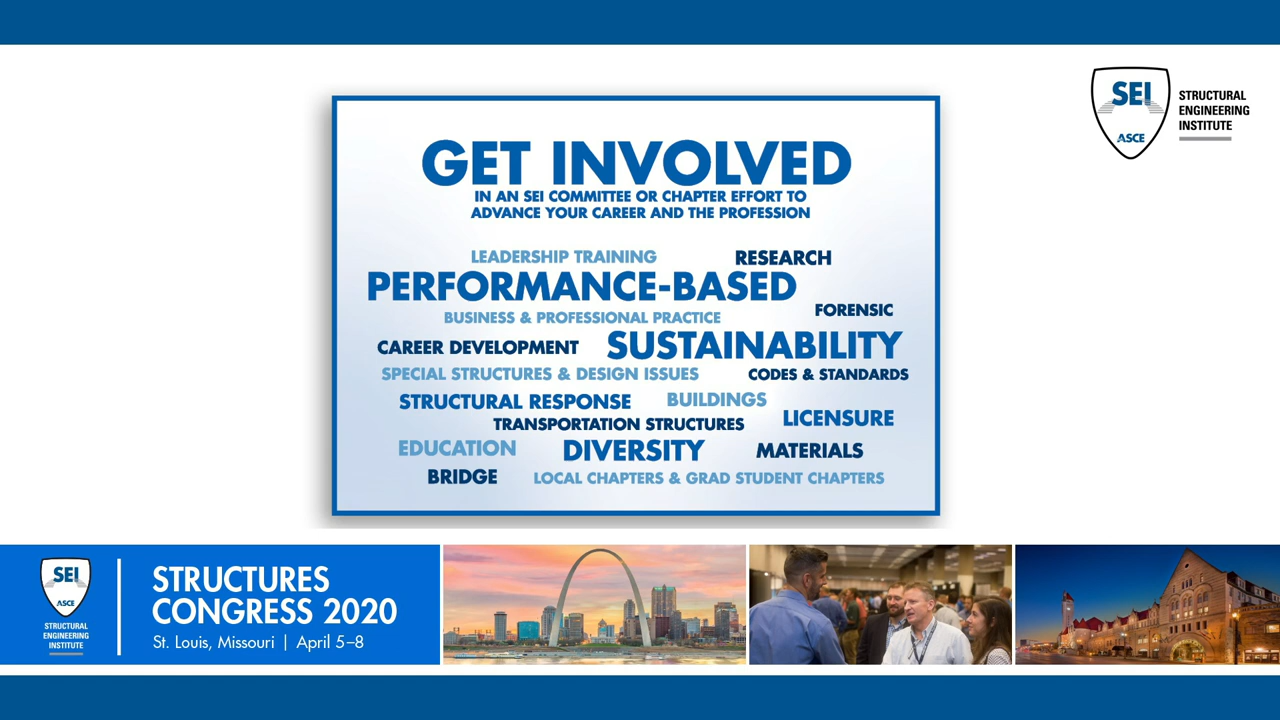 SEI
ASCE
STRUCTURAL
ENGINEERING
INSTITUTE
GET INVOLVED
IN AN SEI COMMITTEE OR CHAPTER EFFORT TO
ADVANCE YOUR CAREER AND THE PROFESSION
LEADERSHIP TRAINING
RESEARCH
PERFORMANCE-BASED
FORENSIC
BUSINESS & PROFESSIONAL PRACTICE
CAREER DEVELOPMENT
SUSTAINABILITY
SPECIAL STRUCTURES & DESIGN ISSUES
CODES & STANDARDS
STRUCTURAL RESPONSE
BUILDINGS
LICENSURE
TRANSPORTATION STRUCTURES
EDUCATION
DIVERSITY
MATERIALS
BRIDGE
LOCAL CHAPTERS & GRAD STUDENT CHAPTERS
SEI
ASCE
STRUCTURAL
ENGINEERING
INSTITUTE
STRUCTURES
CONGRESS 2020
St. Louis, Missouri | April 5–8